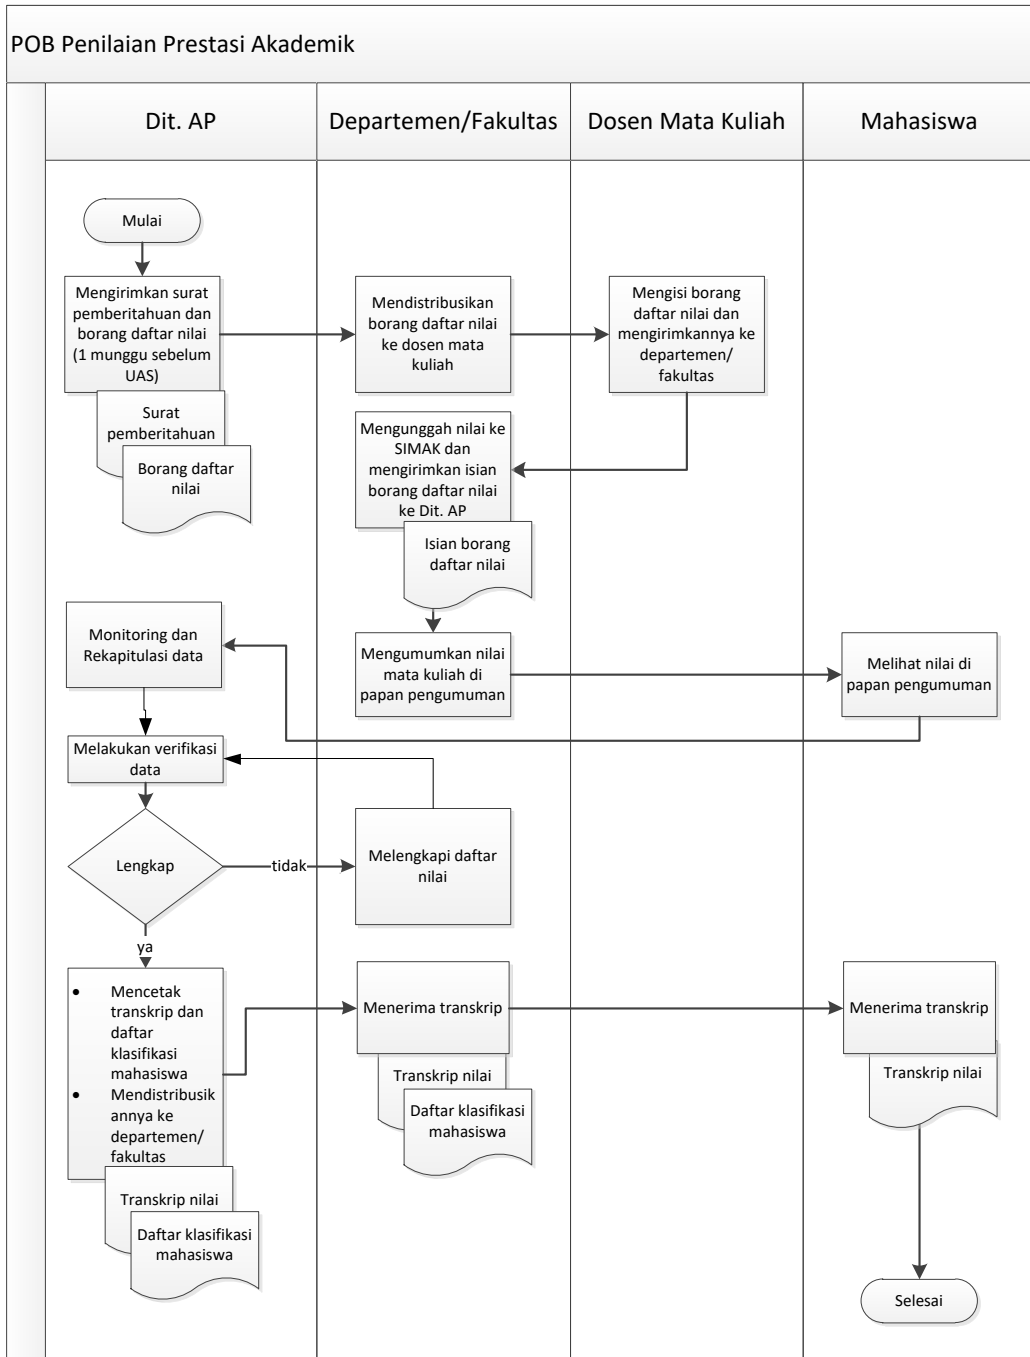 POB Penilaian Prestasi Akademik
Dit. AP
Departemen/Fakultas
Dosen Mata Kuliah
Mahasiswa
Mulai
Mengirimkan surat
pemberitahuan dan
borang daftar nilai
(1 munggu sebelum
UAS)
Surat
pemberitahuan
Borang daftar
nilai
Mendistribusikan
borang daftar nilai
ke dosen mata
kuliah
Mengisi borang
daftar nilai dan
mengirimkannya ke
departemen/
fakultas
Mengunggah nilai ke
SIMAK dan
mengirimkan isian
borang daftar nilai
ke Dit. AP
Isian borang
daftar nilai
Mengumumkan nilai
mata kuliah di
papan pengumuman
Melihat nilai di
papan pengumuman
Monitoring dan
Rekapitulasi data
Melakukan verifikasi
data
Lengkap
tidak
Melengkapi daftar
nilai
ya
• Mencetak
transkrip dan
daftar
klasifikasi
mahasiswa
• Mendistribusik
annya ke
departemen/
fakultas
Transkrip nilai
Daftar klasifikasi
mahasiswa
Menerima transkrip
Transkrip nilai
Daftar klasifikasi
mahasiswa
Menerima transkrip
Transkrip nilai
Selesai